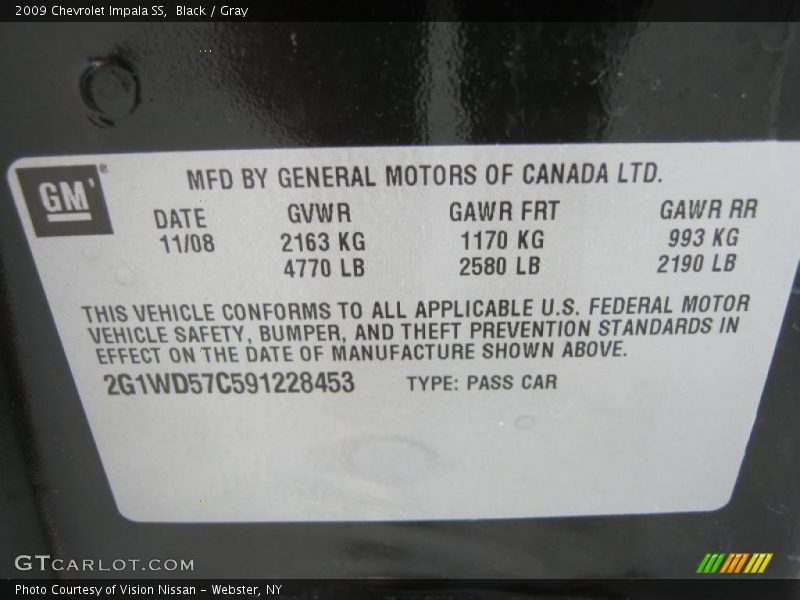 2009 Chevrolet Impala SS, Black / Gray
GM
MFD BY GENERAL MOTORS OF CANADA LTD.
DATE GVWR GAWR FRT GAWR RR
11/08 2163 KG 1170 KG 993 KG
4770 LB 2580 LB 2190 LB
THIS VEHICLE CONFORMS TO ALL APPLICABLE U.S. FEDERAL MOTOR
VEHICLE SAFETY, BUMPER, AND THEFT PREVENTION STANDARDS IN
EFFECT ON THE DATE OF MANUFACTURE SHOWN ABOVE.
2G1WD57C591228453 TYPE: PASS CAR
GTCARLOT.COM
Photo Courtesy of Vision Nissan - Webster, NY